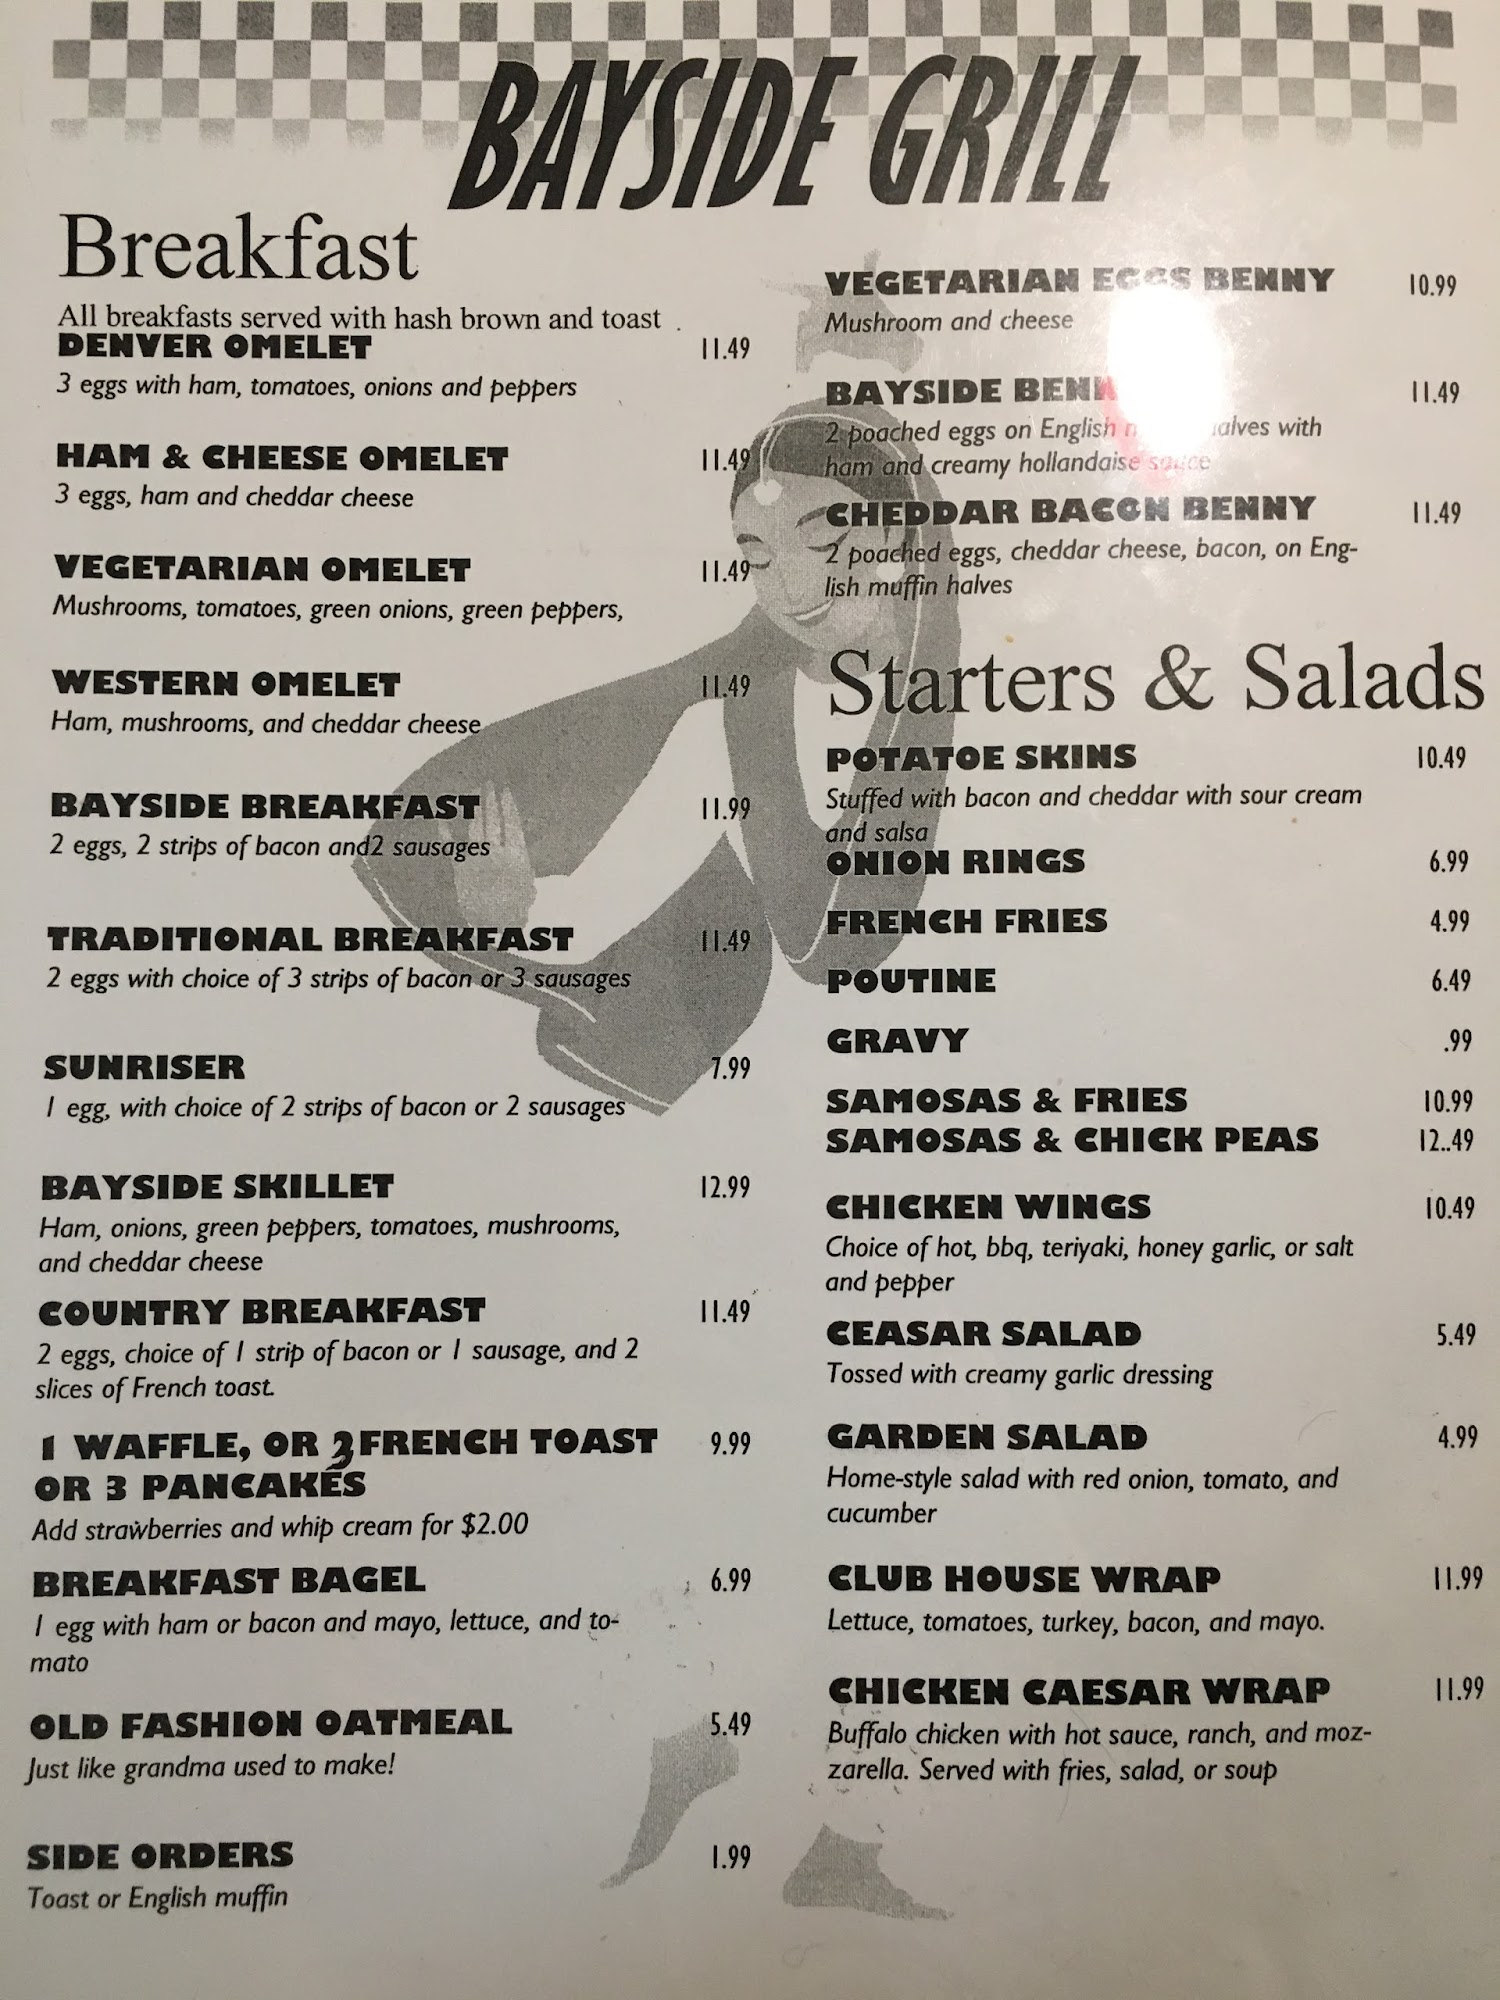 BAYSIDE GRILL
Breakfast
All breakfasts served with hash brown and toast
DENVER OMELET 11.49
3 eggs with ham, tomatoes, onions and peppers
HAM & CHEESE OMELET 11.49
3 eggs, ham and cheddar cheese
VEGETARIAN OMELET 11.49
Mushrooms, tomatoes, green onions, green peppers,
WESTERN OMELET 11.49
Ham, mushrooms, and cheddar cheese
BAYSIDE BREAKFAST 11.99
2 eggs, 2 strips of bacon and2 sausages
TRADITIONAL BREAKFAST 11.49
2 eggs with choice of 3 strips of bacon or 3 sausages
SUNRISER 7.99
1 egg, with choice of 2 strips of bacon or 2 sausages
BAYSIDE SKILLET 12.99
Ham, onions, green peppers, tomatoes, mushrooms,
and cheddar cheese
COUNTRY BREAKFAST 11.49
2 eggs, choice of 1 strip of bacon or 1 sausage, and 2
slices of French toast.
1 WAFFLE, OR 3 FRENCH TOAST 9.99
OR 3 PANCAKES
Add strawberries and whip cream for $2.00
BREAKFAST BAGEL 6.99
1 egg with ham or bacon and mayo, lettuce, and to-
mato
OLD FASHION OATMEAL 5.49
Just like grandma used to make!
SIDE ORDERS 1.99
Toast or English muffin
VEGETARIAN EGGS BENNY 10.99
Mushroom and cheese
BAYSIDE 11.49
2 poached eggs on English with
ham and creamy hollandaise sauce
CHEDDAR BACON BENNY 11.49
2 poached eggs, cheddar cheese, bacon, on Eng-
lish muffin halves
Starters & Salads
POTATOE SKINS 10.49
Stuffed with bacon and cheddar with sour cream
and salsa
ONION RINGS 6.99
FRENCH FRIES 4.99
POUTINE 6.49
GRAVY .99
SAMOSAS & FRIES 10.99
SAMOSAS & CHICK PEAS 12..49
CHICKEN WINGS 10.49
Choice of hot, bbq, teriyaki, honey garlic, or salt
and pepper
CEASAR SALAD 5.49
Tossed with creamy garlic dressing
GARDEN SALAD 4.99
Home-style salad with red onion, tomato, and
cucumber
CLUB HOUSE WRAP 11.99
Lettuce, tomatoes, turkey, bacon, and mayo.
CHICKEN CAESAR WRAP 11.99
Buffalo chicken with hot sauce, ranch, and moz-
zarella. Served with fries, salad, or soup